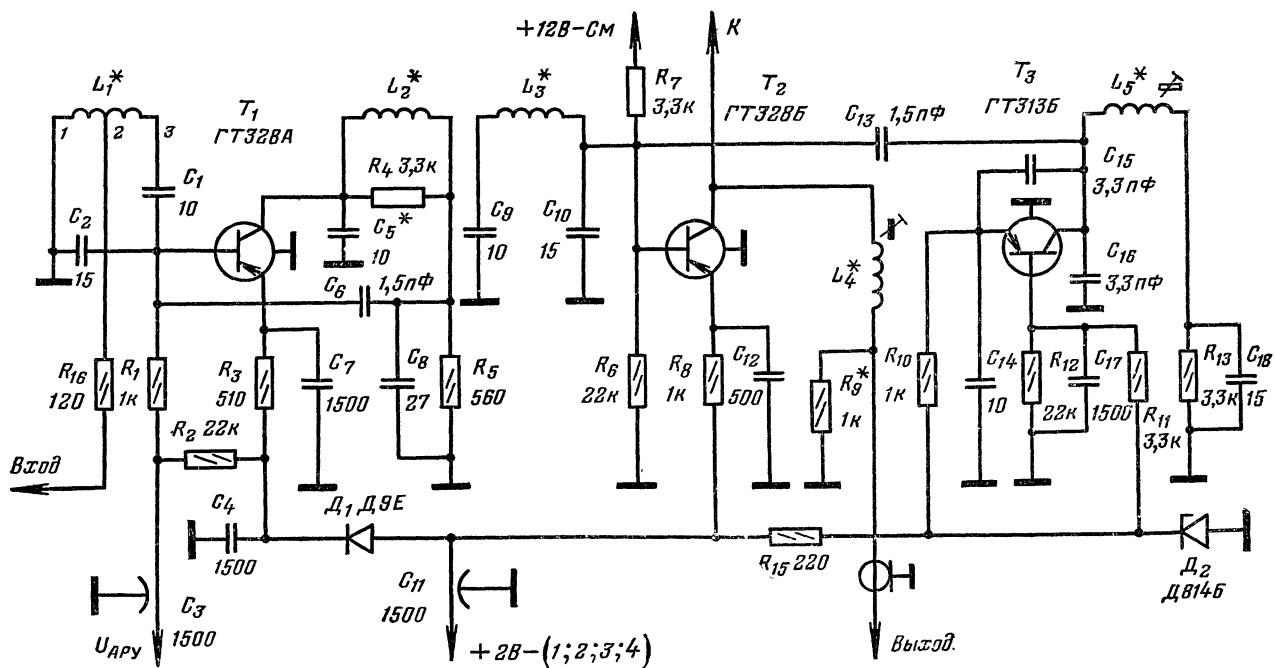 +12В-См
К
L1*
1
2
3
T1
ГТ328А
L2*
L3*
R7
3,3к
T2
ГТ328Б
C13
1,5пФ
T3
ГТ313Б
L5*
C2
15
C1
10
R4 3,3к
C5*
10
C9
10
C10
15
L4*
C15
3,3пФ
C16
3,3пФ
C6
1,5пФ
R16
120
R1
1к
R3
510
C7
1500
C8
27
R5
560
R6
22к
R8
1к
C12
500
R9*
1к
R10
1к
C14
10
R12
22к
C17
1500
R11
3,3к
R13
3,3к
C18
15
R2 22к
Вход
C4
1500
Д1 Д9Е
R15 220
Д2
Д814Б
C3
1500
UАРУ
C11
1500
+2В-(1;2;3;4)
Выход.